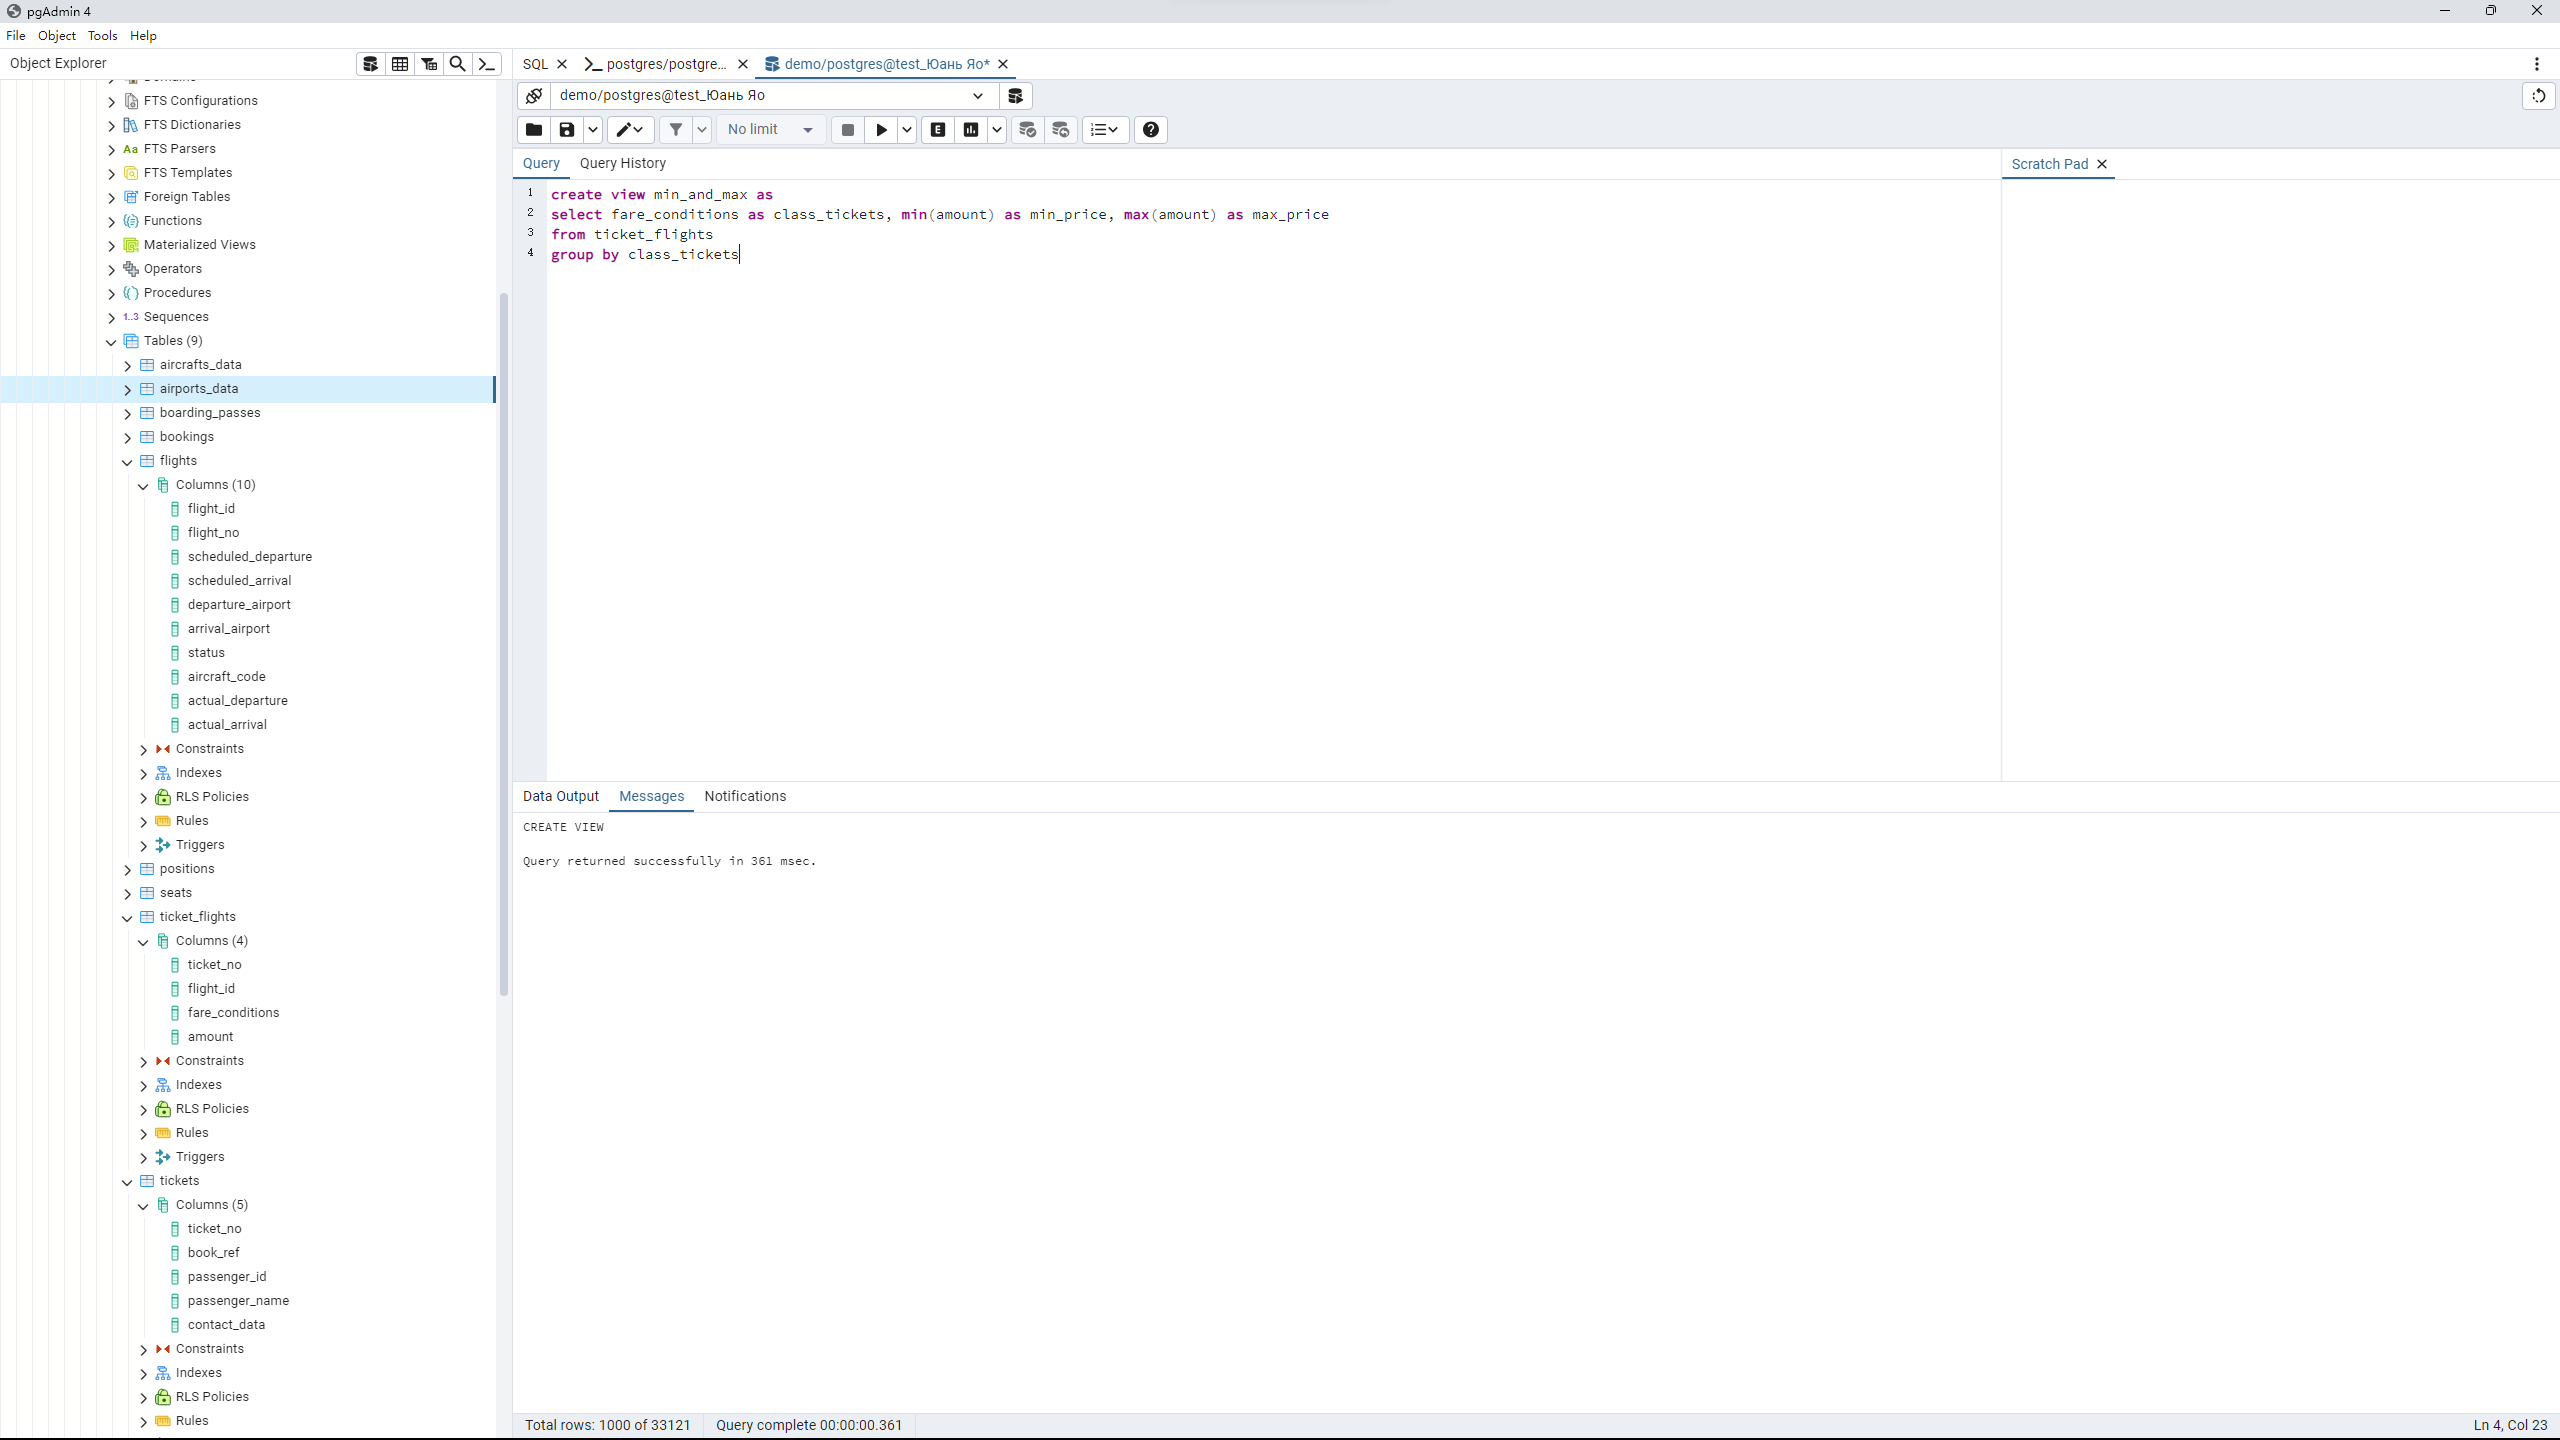 pgAdmin 4
File Object Tools Help
Object Explorer
SQL
postgres/postgre...
demo/postgres@test_Юань Яо*
demo/postgres@test_Юань Яо
No limit
Query Query History
Scratch Pad
1 create view min_and_max as
2 select fare_conditions as class_tickets, min(amount) as min_price, max(amount) as max_price
3 from ticket_flights
4 group by class_tickets
Domains
FTS Configurations
FTS Dictionaries
Aa FTS Parsers
FTS Templates
Foreign Tables
Functions
Materialized Views
Operators
Procedures
1..3 Sequences
Tables (9)
aircrafts_data
airports_data
boarding_passes
bookings
flights
Columns (10)
flight_id
flight_no
scheduled_departure
scheduled_arrival
departure_airport
arrival_airport
status
aircraft_code
actual_departure
actual_arrival
Constraints
Indexes
RLS Policies
Rules
Triggers
positions
seats
ticket_flights
Columns (4)
ticket_no
flight_id
fare_conditions
amount
Constraints
Indexes
RLS Policies
Rules
Triggers
tickets
Columns (5)
ticket_no
book_ref
passenger_id
passenger_name
contact_data
Constraints
Indexes
RLS Policies
Rules
Data Output Messages Notifications
CREATE VIEW
Query returned successfully in 361 msec.
Total rows: 1000 of 33121
Query complete 00:00:00.361
Ln 4, Col 23